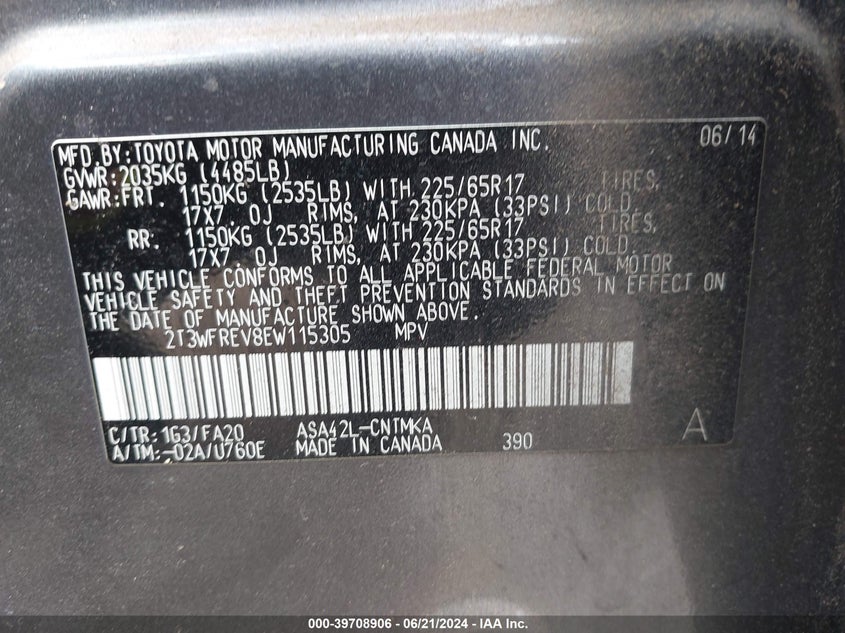 MFD.BY:TOYOTA MOTOR MANUFACTURING CANADA INC. 06/14
GVWR:2035KG (4485LB)
GAWR:FRT. 1150KG (2535LB) WITH 225/65R17 TIRES,
17X7.0J RIMS, AT 230KPA (33PSI) COLD.
RR. 1150KG (2535LB) WITH 225/65R17 TIRES,
17X7.0J RIMS, AT 230KPA (33PSI) COLD.
THIS VEHICLE CONFORMS TO ALL APPLICABLE FEDERAL MOTOR
VEHICLE SAFETY AND THEFT PREVENTION STANDARDS IN EFFECT ON
THE DATE OF MANUFACTURE SHOWN ABOVE.
2T3WFREV8EW115305 MPV
C/TR:1G3/FA20 ASA42L-CNTMKA
A/TM:-02A/U760E MADE IN CANADA 390 A
000-39708906 - 06/21/2024 - IAA Inc.